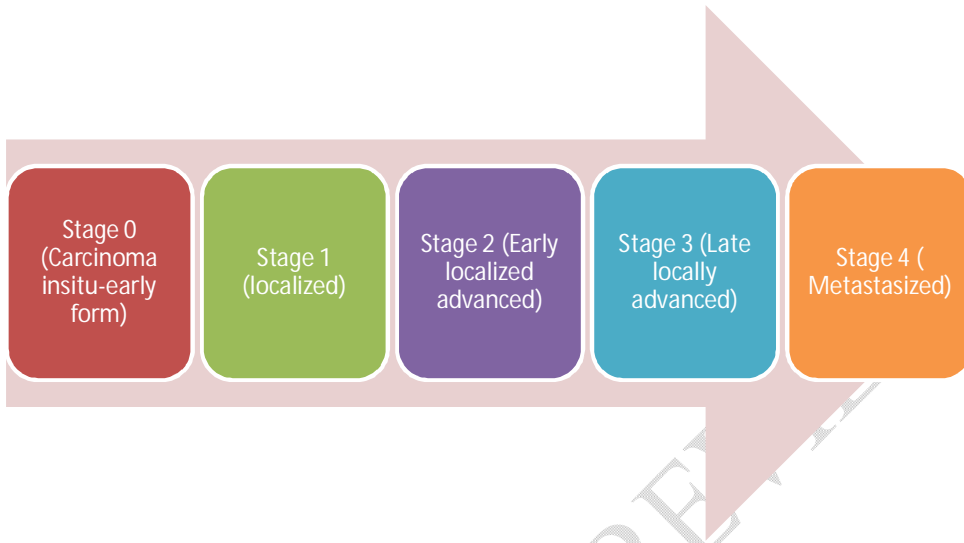 Stage 0
(Carcinoma
insitu-early
form)
Stage 1
(localized)
Stage 2 (Early
localized
advanced)
Stage 3 (Late
locally
advanced)
Stage 4 (
Metastasized)